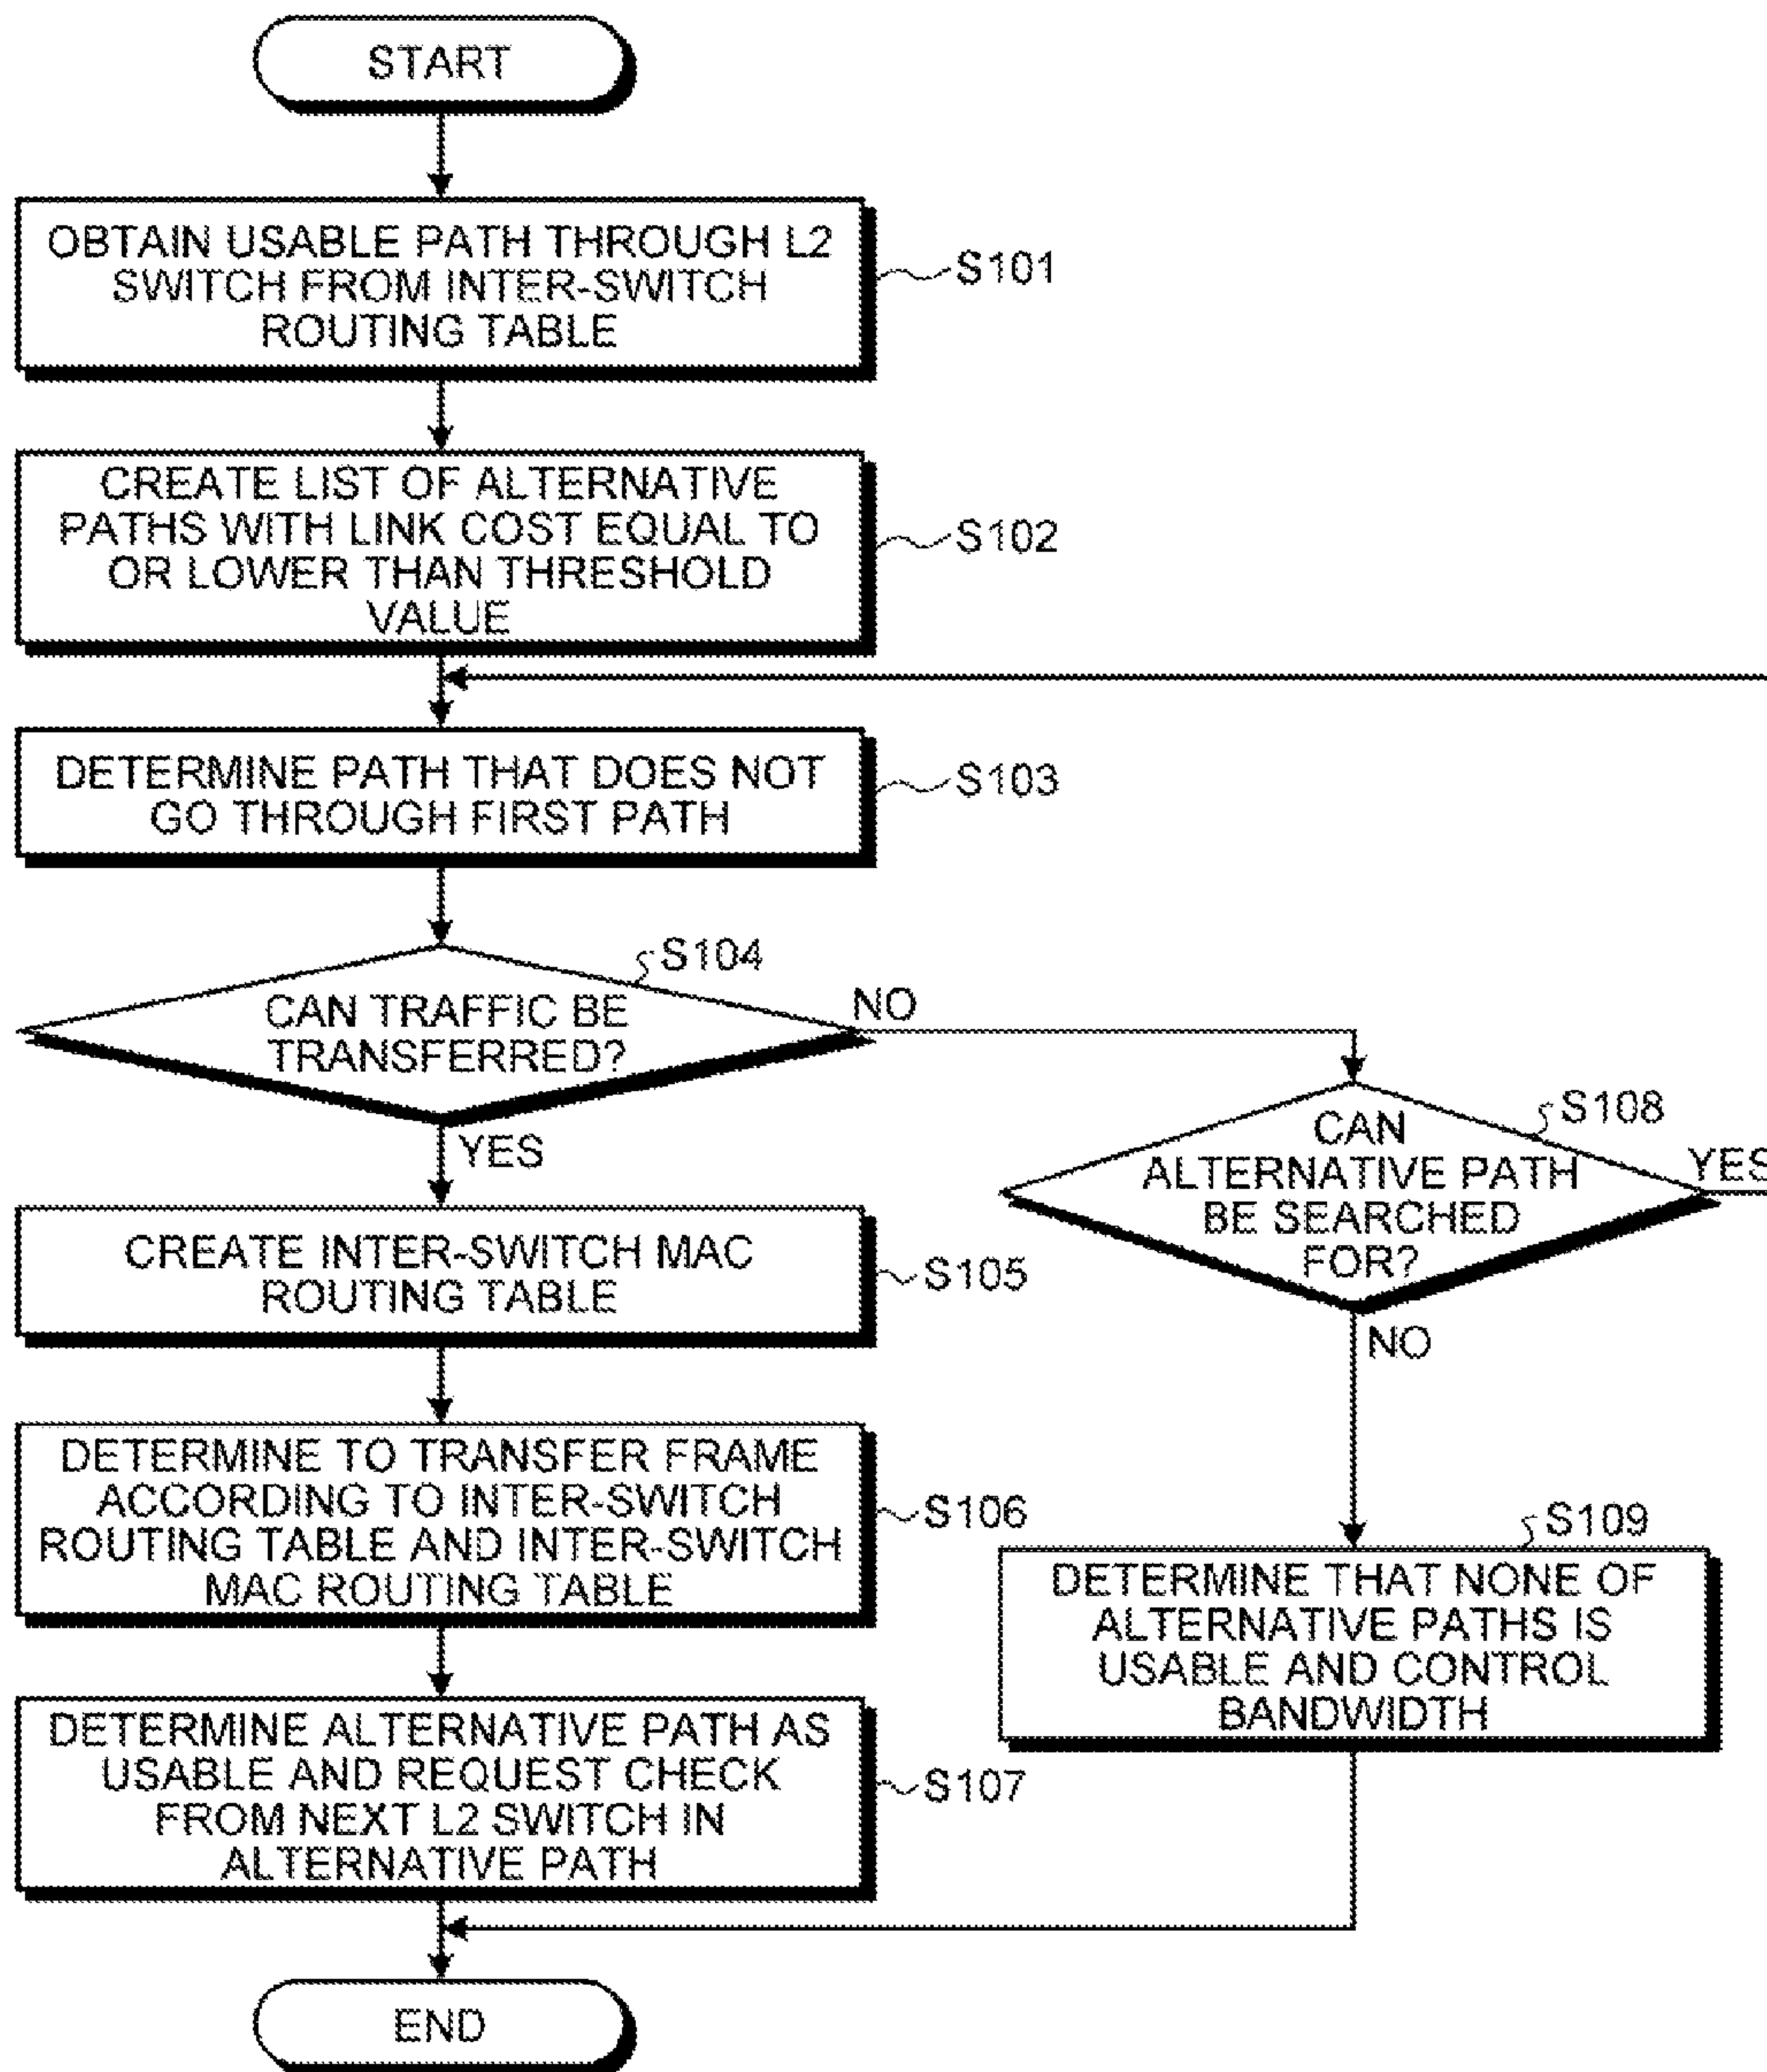 START
OBTAIN USABLE PATH THROUGH L2
SWITCH FROM INTER-SWITCH
ROUTING TABLE
S101
CREATE LIST OF ALTERNATIVE
PATHS WITH LINK COST EQUAL TO
OR LOWER THAN THRESHOLD
VALUE
S102
DETERMINE PATH THAT DOES NOT
GO THROUGH FIRST PATH
S103
S104
CAN TRAFFIC BE
TRANSFERRED?
NO
YES
S108
CAN
ALTERNATIVE PATH
BE SEARCHED
FOR?
YES
NO
CREATE INTER-SWITCH MAC
ROUTING TABLE
S105
DETERMINE TO TRANSFER FRAME
ACCORDING TO INTER-SWITCH
ROUTING TABLE AND INTER-SWITCH
MAC ROUTING TABLE
S106
S109
DETERMINE THAT NONE OF
ALTERNATIVE PATHS IS
USABLE AND CONTROL
BANDWIDTH
DETERMINE ALTERNATIVE PATH AS
USABLE AND REQUEST CHECK
FROM NEXT L2 SWITCH IN
ALTERNATIVE PATH
S107
END